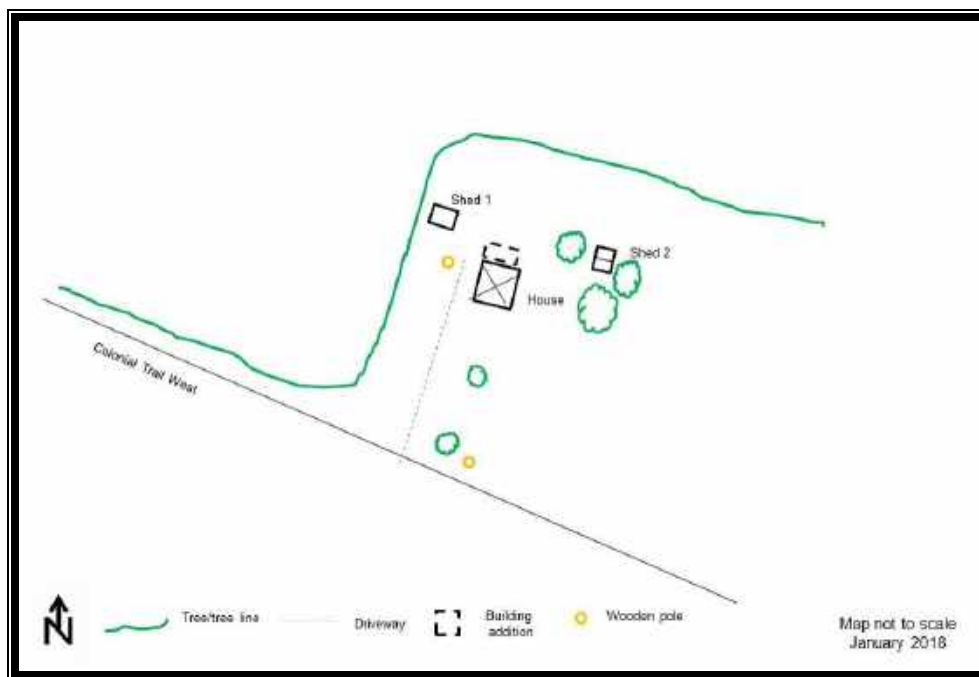 Shed 1
Shed 2
House
Colonial Trail West
N
Tree/tree line
Driveway
Building
addition
Wooden pole
Map not to scale
January 2018